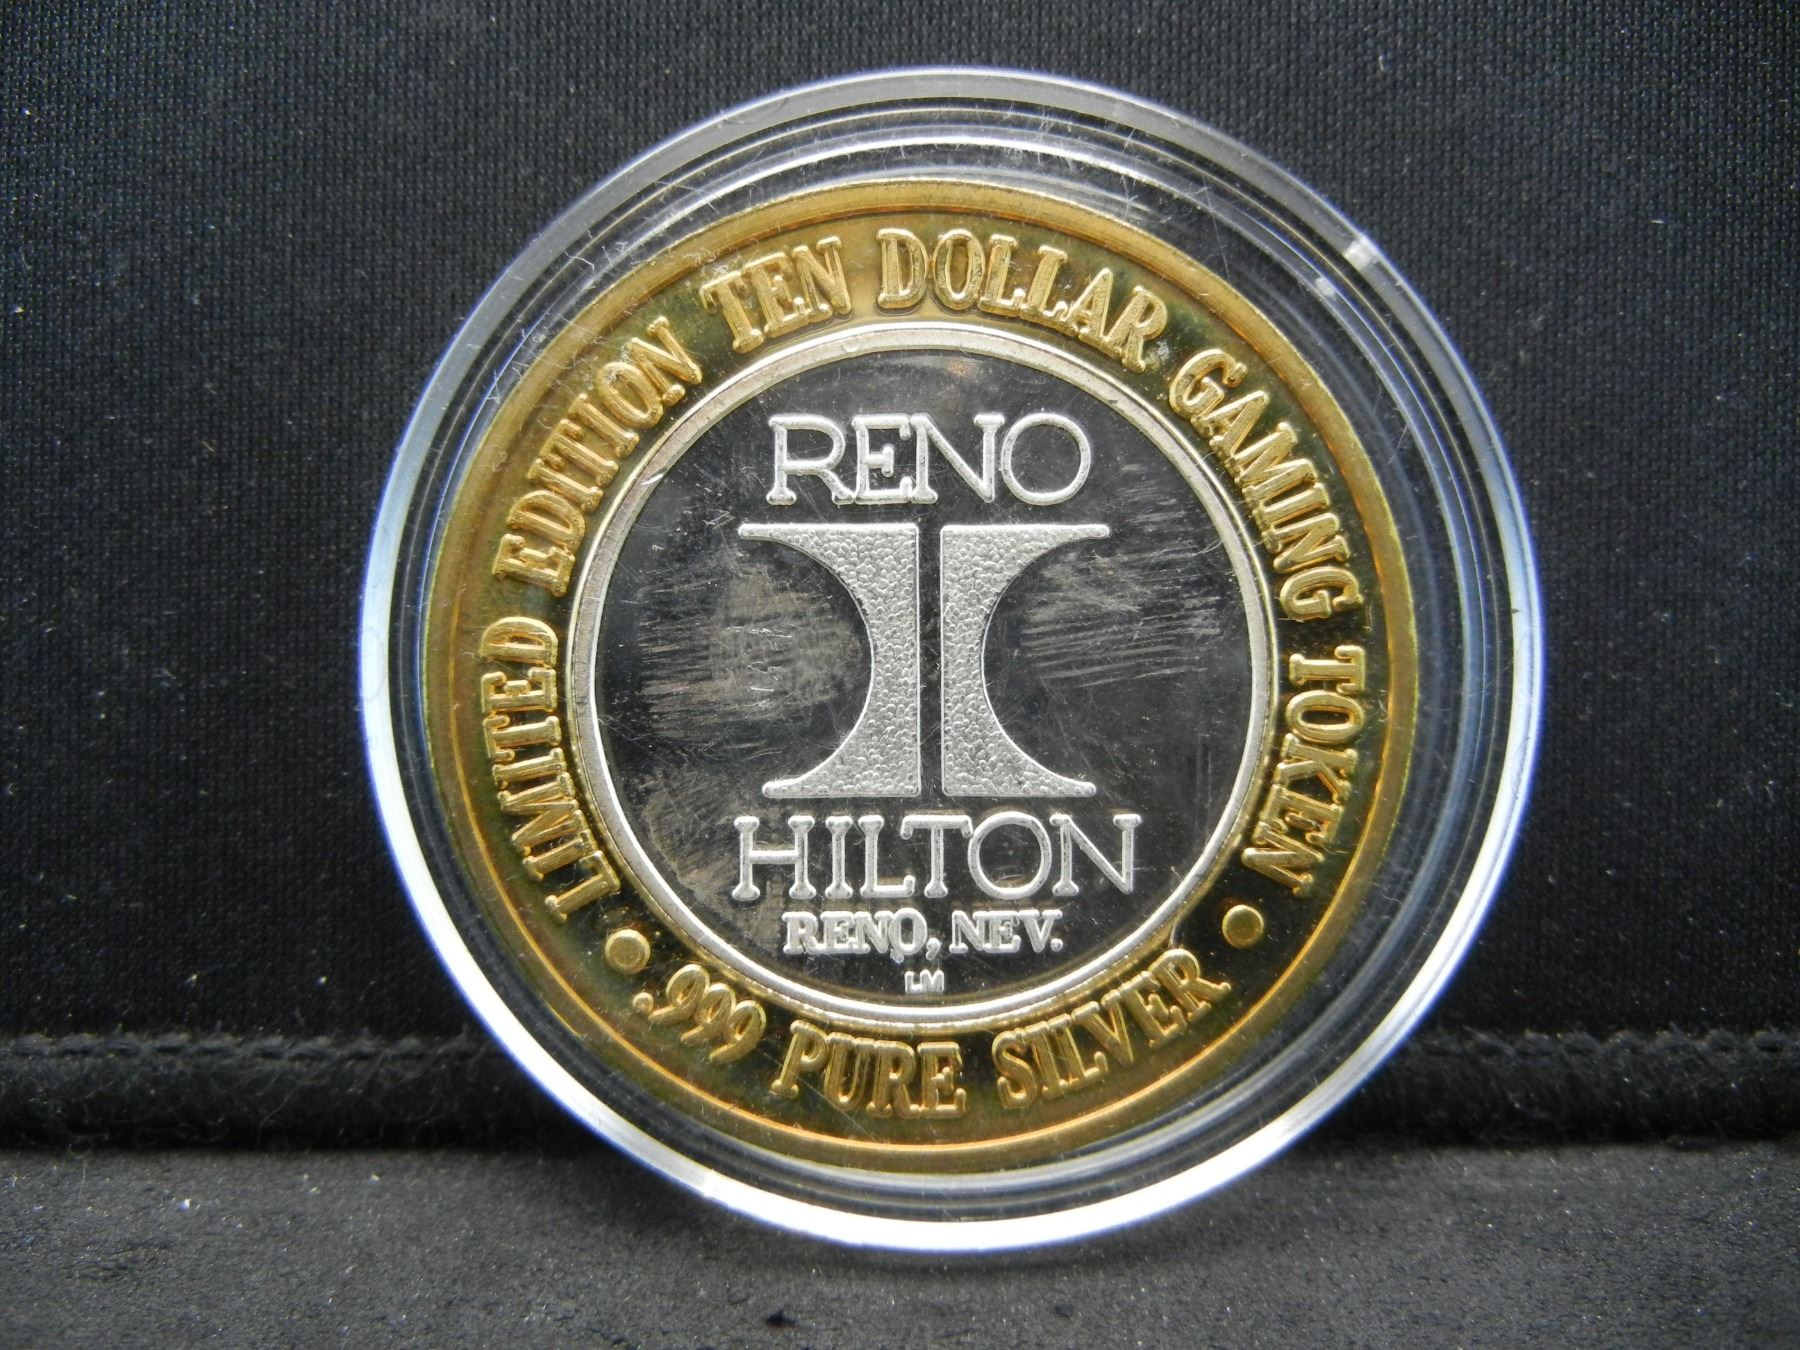 LIMITED EDITION TEN DOLLAR GAMING TOKEN
RENO
HILTON
RENO, NEV.
LM
• .999 PURE SILVER •